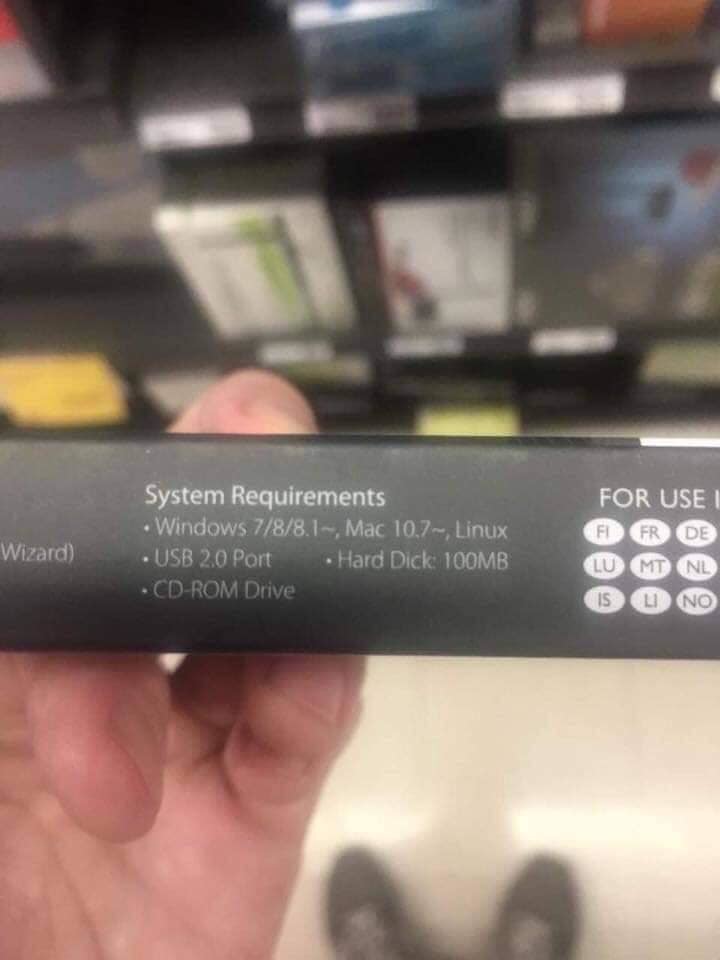 System Requirements
• Windows 7/8/8.1~, Mac 10.7~, Linux
Wizard)
• USB 2.0 Port • Hard Dick: 100MB
• CD-ROM Drive
FOR USE I
FI FR DE
LU MT NL
IS LI NO